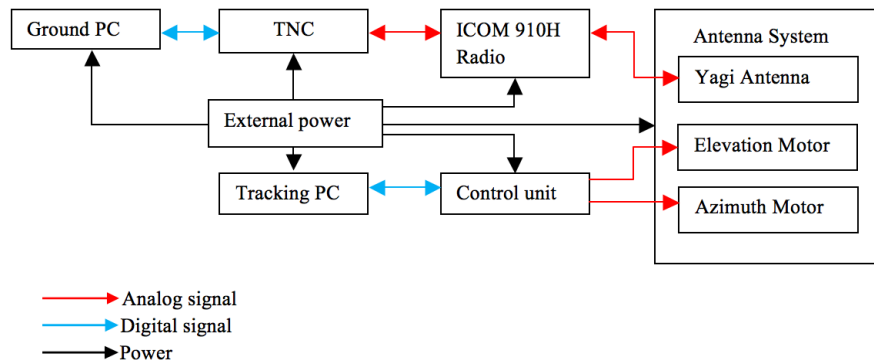 Ground PC
TNC
ICOM 910H
Radio
Antenna System
Yagi Antenna
External power
Elevation Motor
Tracking PC
Control unit
Azimuth Motor
Analog signal
Digital signal
Power